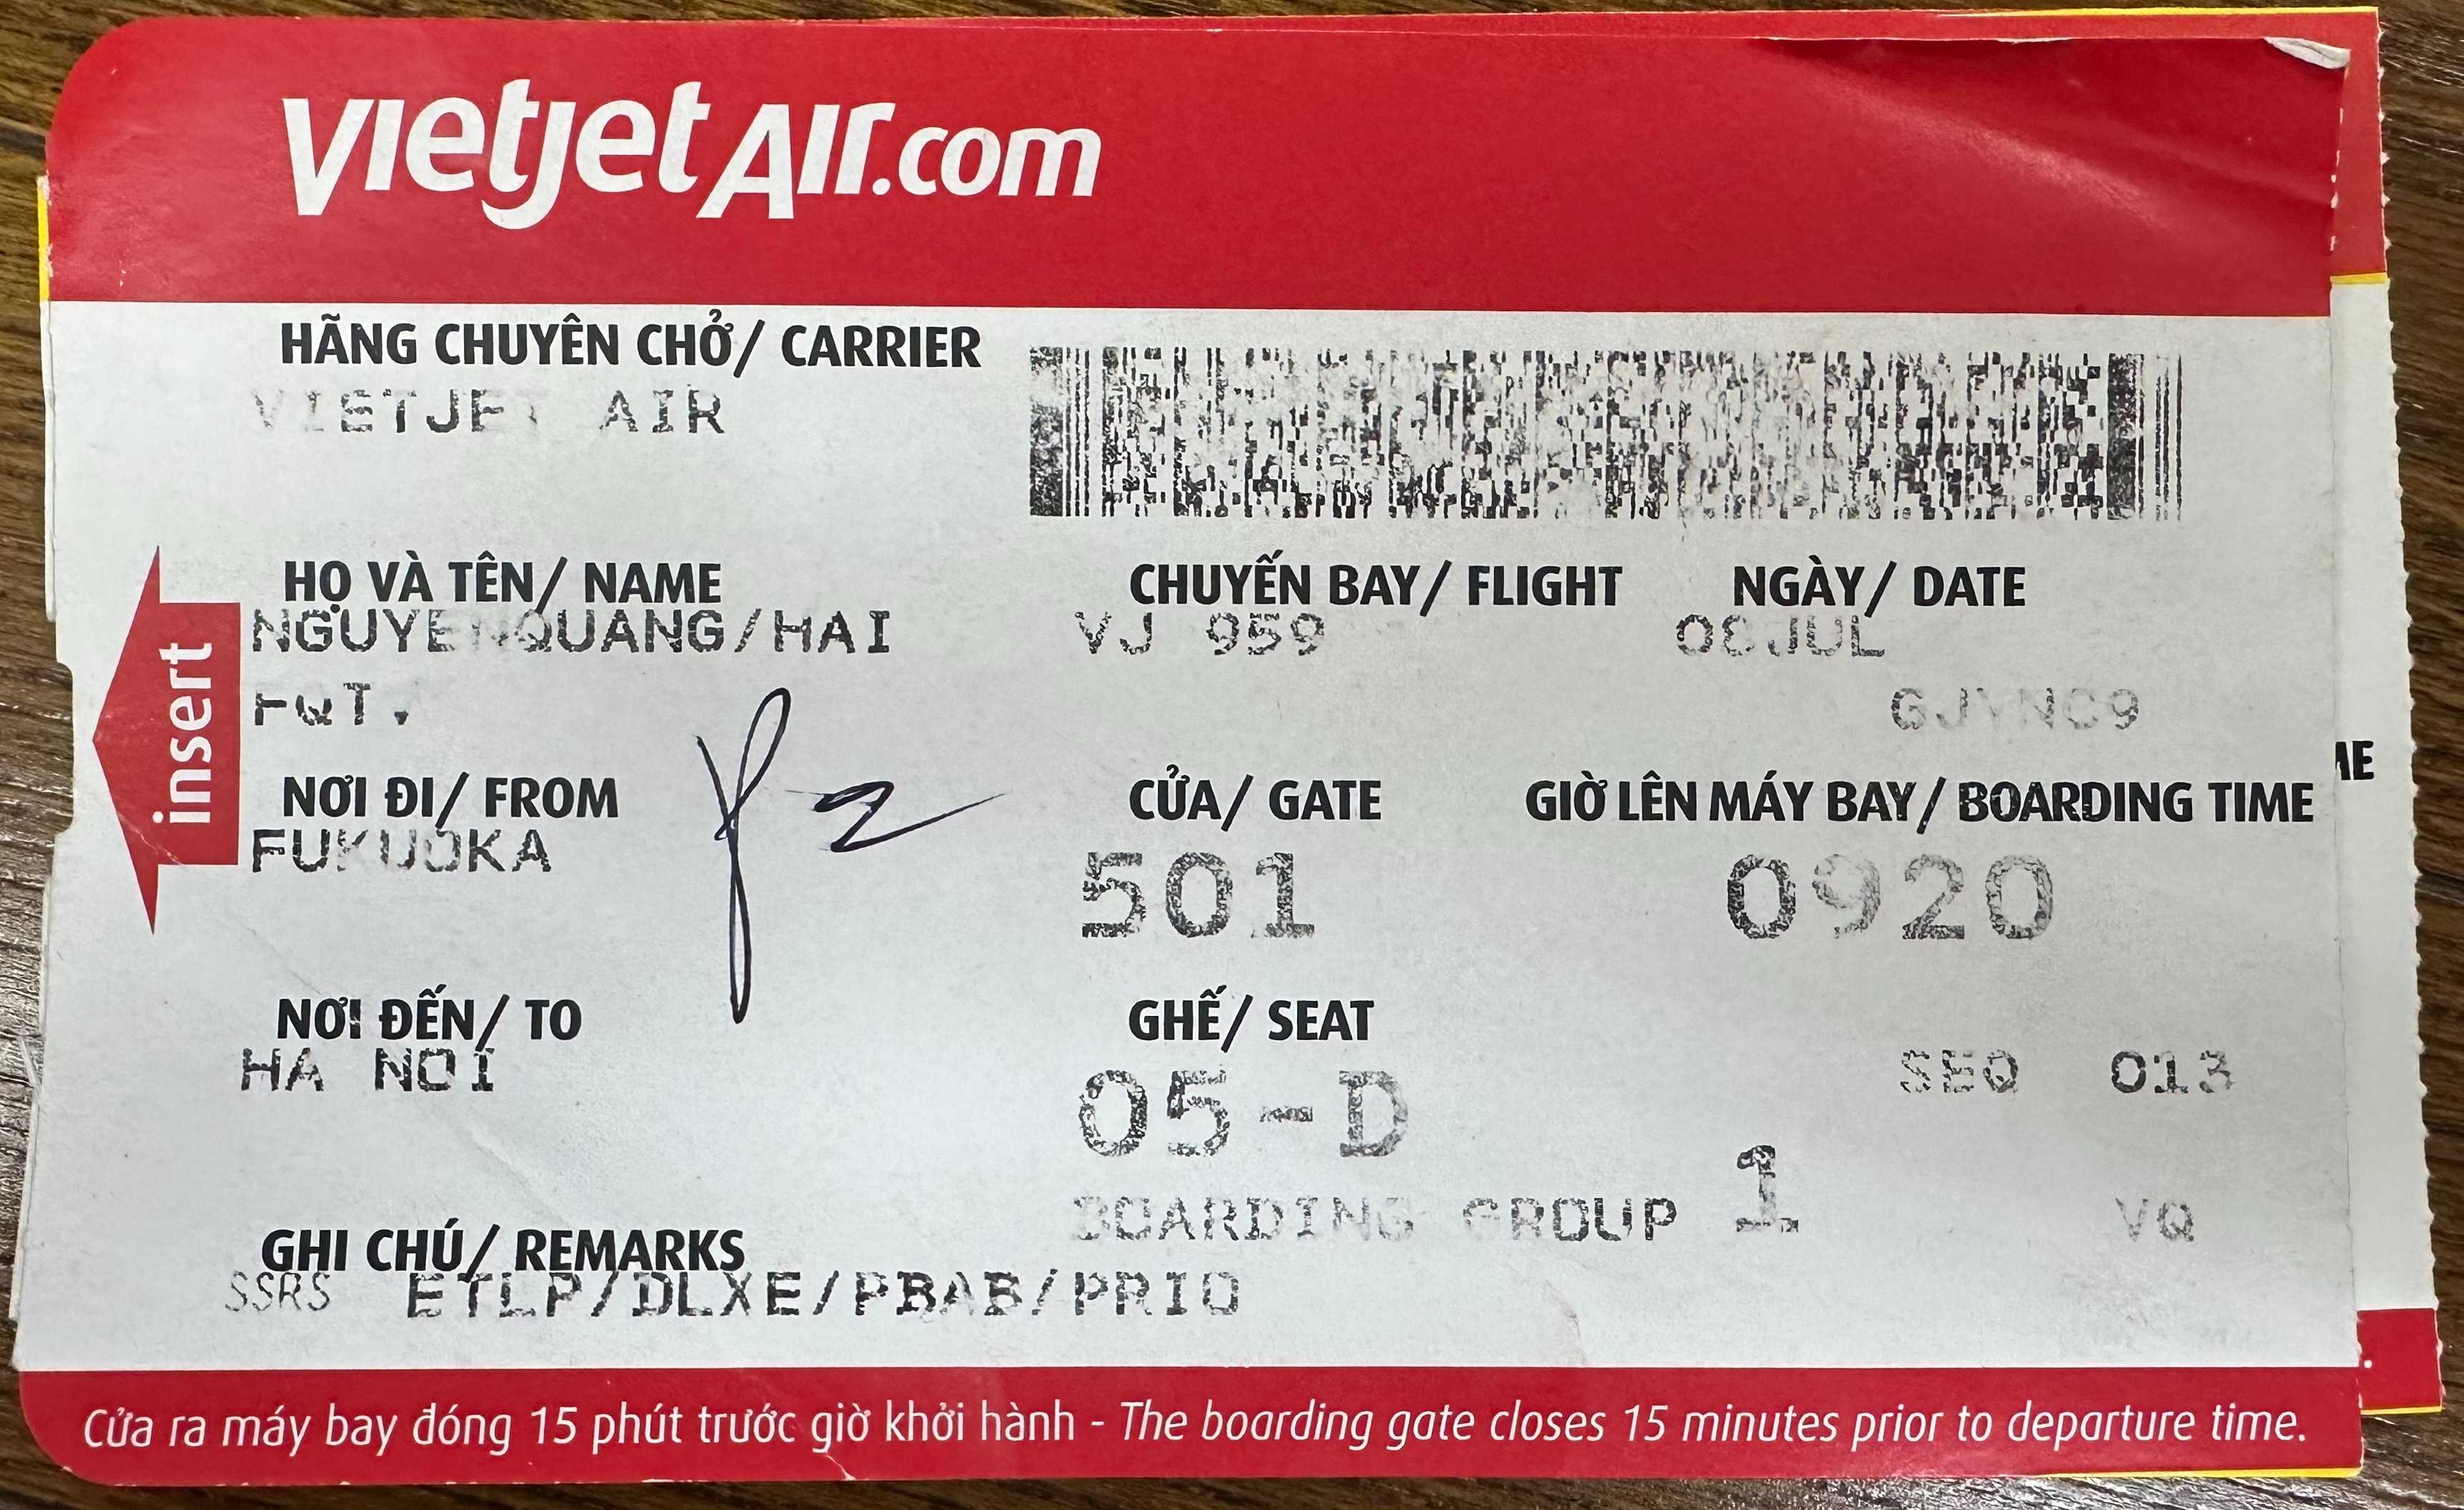 vietjetAir.com
HÃNG CHUYÊN CHỞ/ CARRIER
VIETJET AIR
HỌ VÀ TÊN/ NAME
NGUYENQUANG/HAI
CHUYẾN BAY/ FLIGHT
VJ 959
NGÀY/ DATE
08JUL
FQT.
insert
NƠI ĐI/ FROM
FUKUOKA
CỬA/ GATE
501
GIỜ LÊN MÁY BAY/ BOARDING TIME
0920
ME
NƠI ĐẾN/ TO
HA NOI
GHẾ/ SEAT
05-D
SEQ 013
BOARDING GROUP 1 VQ
GHI CHÚ/ REMARKS
SSRS ETLP/DLXE/PBAB/PRIO
Cửa ra máy bay đóng 15 phút trước giờ khởi hành - The boarding gate closes 15 minutes prior to departure time.